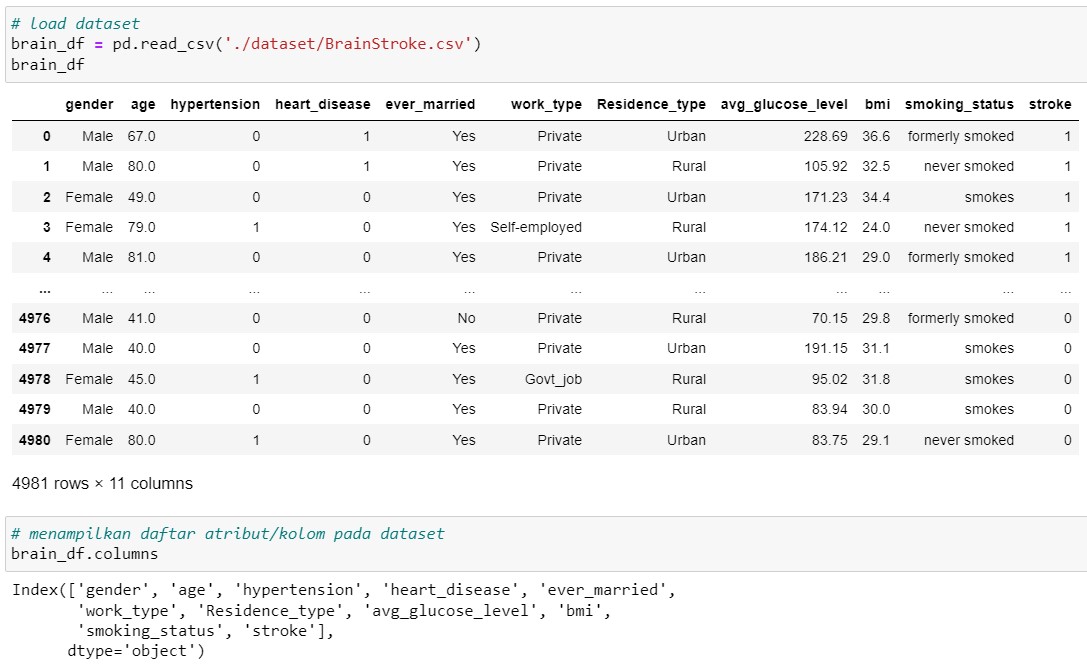 # load dataset
brain_df = pd.read_csv('./dataset/BrainStroke.csv')
brain_df
gender age hypertension heart_disease ever_married work_type Residence_type avg_glucose_level bmi smoking_status stroke
0 Male 67.0 0 1 Yes Private Urban 228.69 36.6 formerly smoked 1
1 Male 80.0 0 1 Yes Private Rural 105.92 32.5 never smoked 1
2 Female 49.0 0 0 Yes Private Urban 171.23 34.4 smokes 1
3 Female 79.0 1 0 Yes Self-employed Rural 174.12 24.0 never smoked 1
4 Male 81.0 0 0 Yes Private Urban 186.21 29.0 formerly smoked 1
... ... ... ... ... ... ... ... ... ... ... ...
4976 Male 41.0 0 0 No Private Rural 70.15 29.8 formerly smoked 0
4977 Male 40.0 0 0 Yes Private Urban 191.15 31.1 smokes 0
4978 Female 45.0 1 0 Yes Govt_job Rural 95.02 31.8 smokes 0
4979 Male 40.0 0 0 Yes Private Rural 83.94 30.0 smokes 0
4980 Female 80.0 1 0 Yes Private Urban 83.75 29.1 never smoked 0
4981 rows × 11 columns
# menampilkan daftar atribut/kolom pada dataset
brain_df.columns
Index(['gender', 'age', 'hypertension', 'heart_disease', 'ever_married',
'work_type', 'Residence_type', 'avg_glucose_level', 'bmi',
'smoking_status', 'stroke'],
dtype='object')